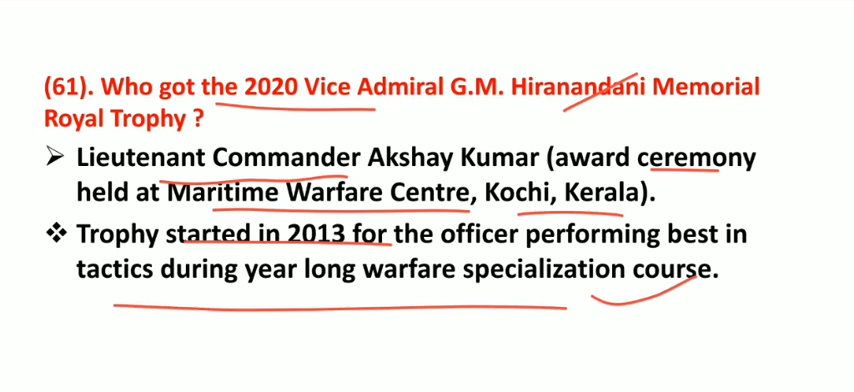 (61). Who got the 2020 Vice Admiral G.M. Hiranandani Memorial
Royal Trophy ?
➢ Lieutenant Commander Akshay Kumar (award ceremony
held at Maritime Warfare Centre, Kochi, Kerala).
❖ Trophy started in 2013 for the officer performing best in
tactics during year long warfare specialization course.